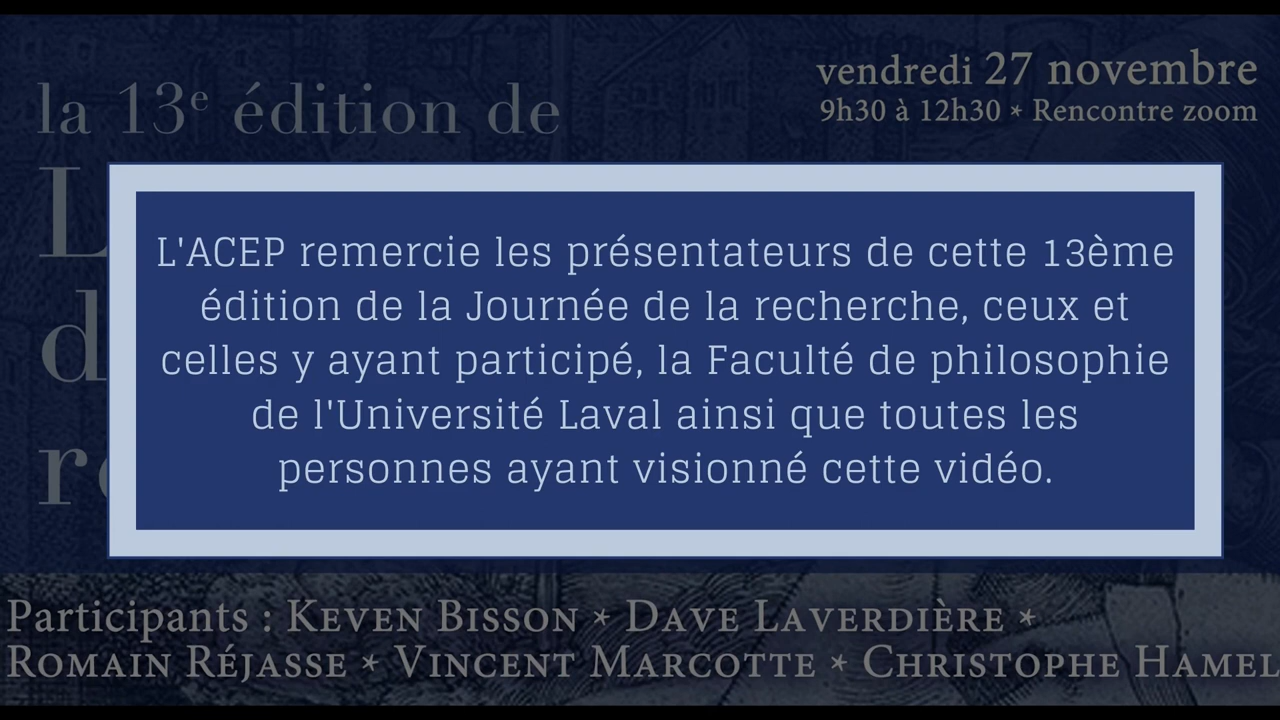 la 13e édition de
vendredi 27 novembre
9h30 à 12h30 * Rencontre zoom
L'ACEP remercie les présentateurs de cette 13ème
édition de la Journée de la recherche, ceux et
celles y ayant participé, la Faculté de philosophie
de l'Université Laval ainsi que toutes les
personnes ayant visionné cette vidéo.
Participants : KEVEN BISSON * DAVE LAVERDIÈRE *
ROMAIN RÉJASSE * VINCENT MARCOTTE * CHRISTOPHE HAMEL